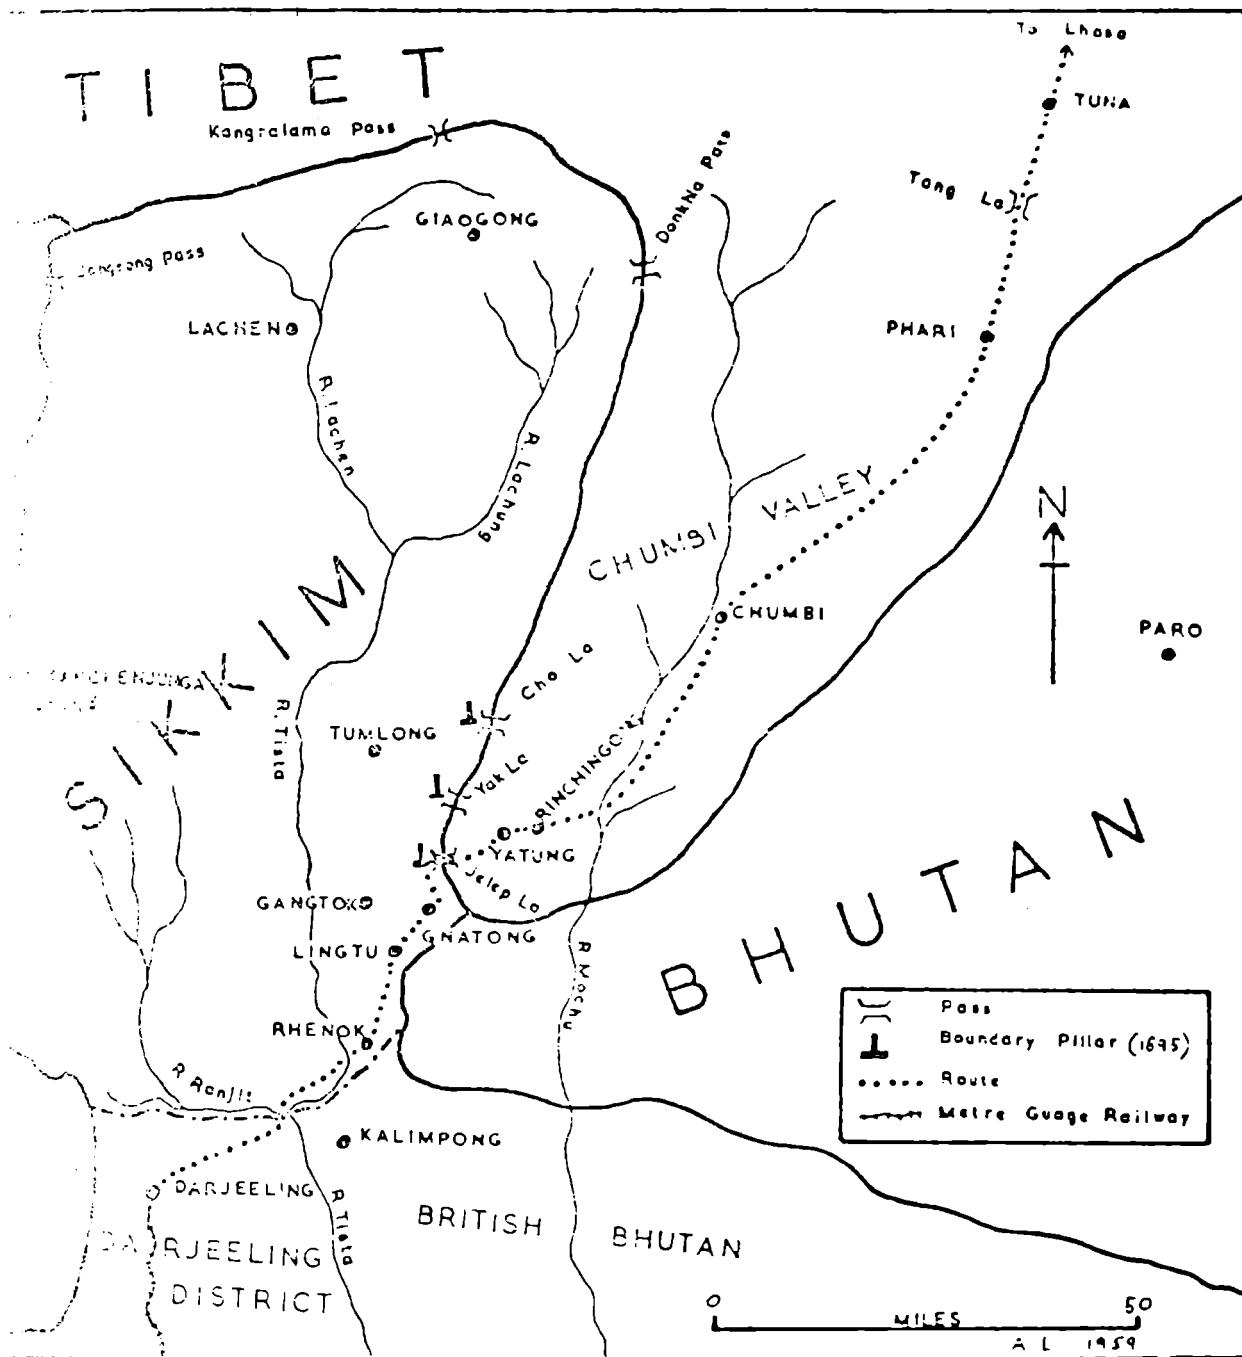 To Lhasa
TIBET
TUNA
Kangralama Pass
Donkhia Pass
Tang La
GIAOGONG
Jongsong Pass
LACHEN
PHARI
R. Lachen
R. Lachung
CHUMBI VALLEY
N
SIKKIM
CHUMBI
PARO
Cho La
R. Tista
TUMLONG
Yak La
RINCHINGONG
YATUNG
Jelep La
GANGTOK
GNATONG
LINGTU
BHUTAN
R Mochu
RHENOK
Pass
Boundary Pillar (1895)
Route
Metre Guage Railway
R Ranjit
KALIMPONG
DARJEELING
R Tista
BRITISH BHUTAN
DARJEELING
DISTRICT
0 50
MILES
A L 1959